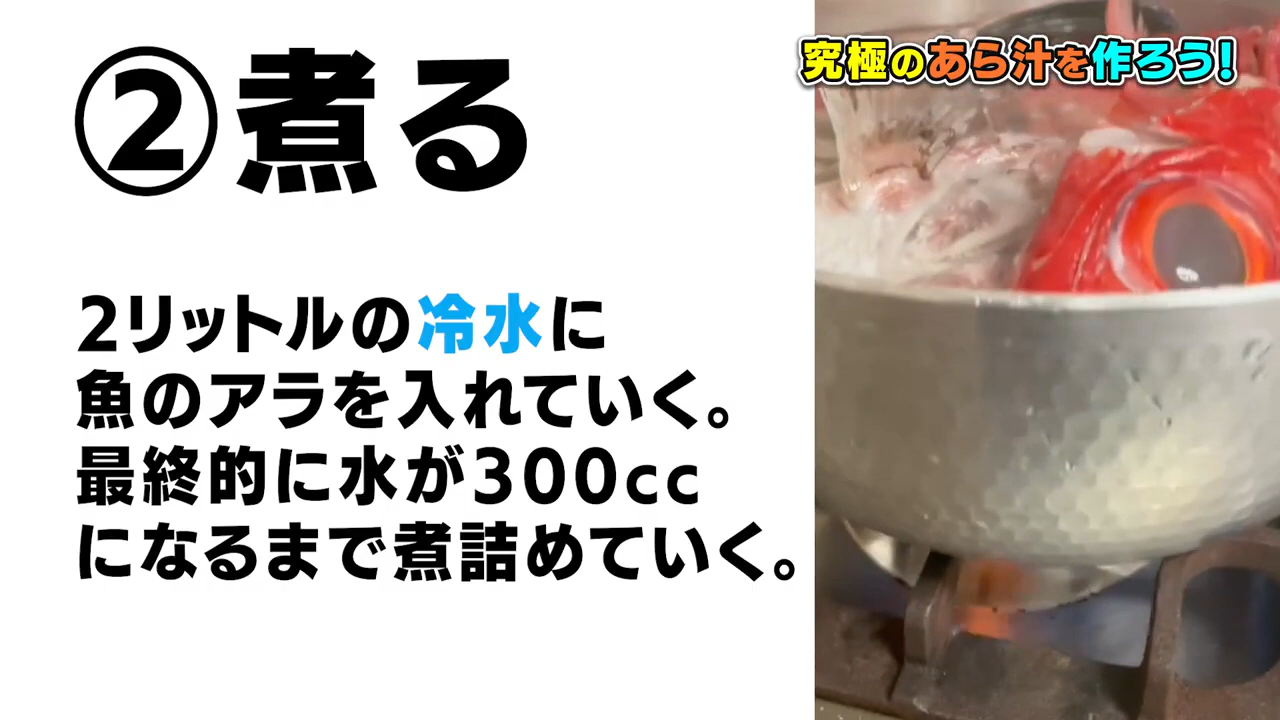 ②煮る
究極のあら汁を作ろう!
2リットルの冷水に
魚のアラを入れていく。
最終的に水が300cc
になるまで煮詰めていく。